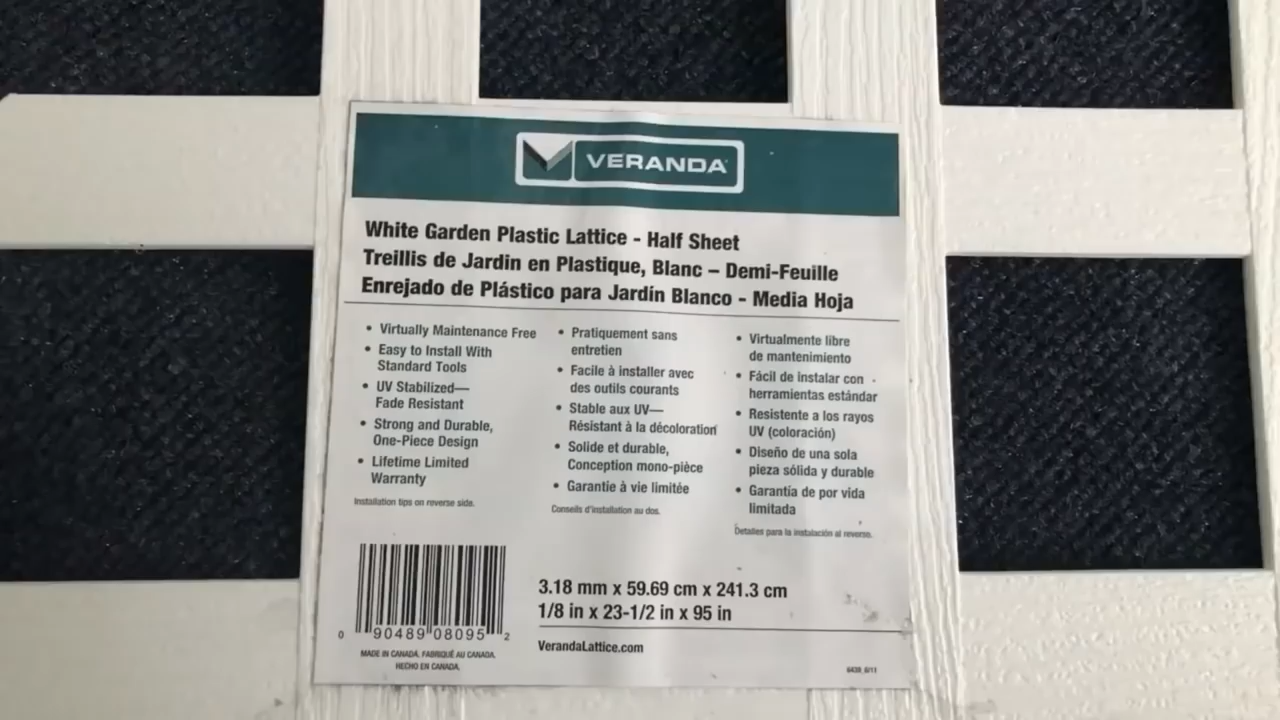 VERANDA
White Garden Plastic Lattice - Half Sheet
Treillis de Jardin en Plastique, Blanc – Demi-Feuille
Enrejado de Plástico para Jardín Blanco - Media Hoja
• Virtually Maintenance Free
• Easy to Install With
Standard Tools
• UV Stabilized—
Fade Resistant
• Strong and Durable,
One-Piece Design
• Lifetime Limited
Warranty
Installation tips on reverse side.
• Pratiquement sans
entretien
• Facile à installer avec
des outils courants
• Stable aux UV—
Résistant à la décoloration
• Solide et durable,
Conception mono-pièce
• Garantie à vie limitée
Conseils d'installation au dos.
• Virtualmente libre
de mantenimiento
• Fácil de instalar con
herramientas estándar
• Resistente a los rayos
UV (coloración)
• Diseño de una sola
pieza sólida y durable
• Garantía de por vida
limitada
Detalles para la instalación al reverso.
0 90489 08095 2
MADE IN CANADA. FABRIQUÉ AU CANADA.
HECHO EN CANADA.
3.18 mm x 59.69 cm x 241.3 cm
1/8 in x 23-1/2 in x 95 in
VerandaLattice.com